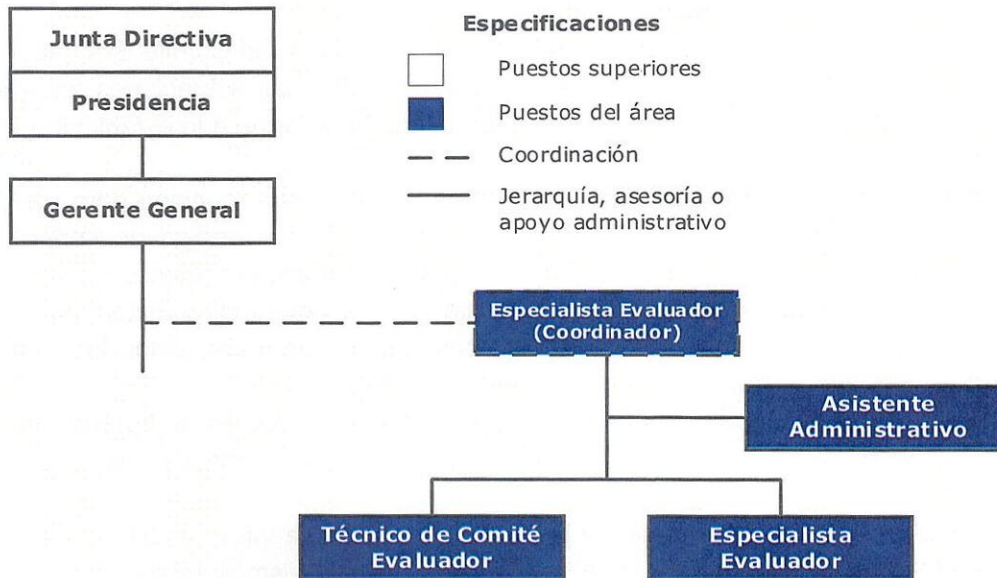 Junta Directiva
Presidencia
Gerente General
Especificaciones
Puestos superiores
Puestos del área
Coordinación
Jerarquía, asesoría o
apoyo administrativo
Especialista Evaluador
(Coordinador)
Asistente
Administrativo
Técnico de Comité
Evaluador
Especialista
Evaluador